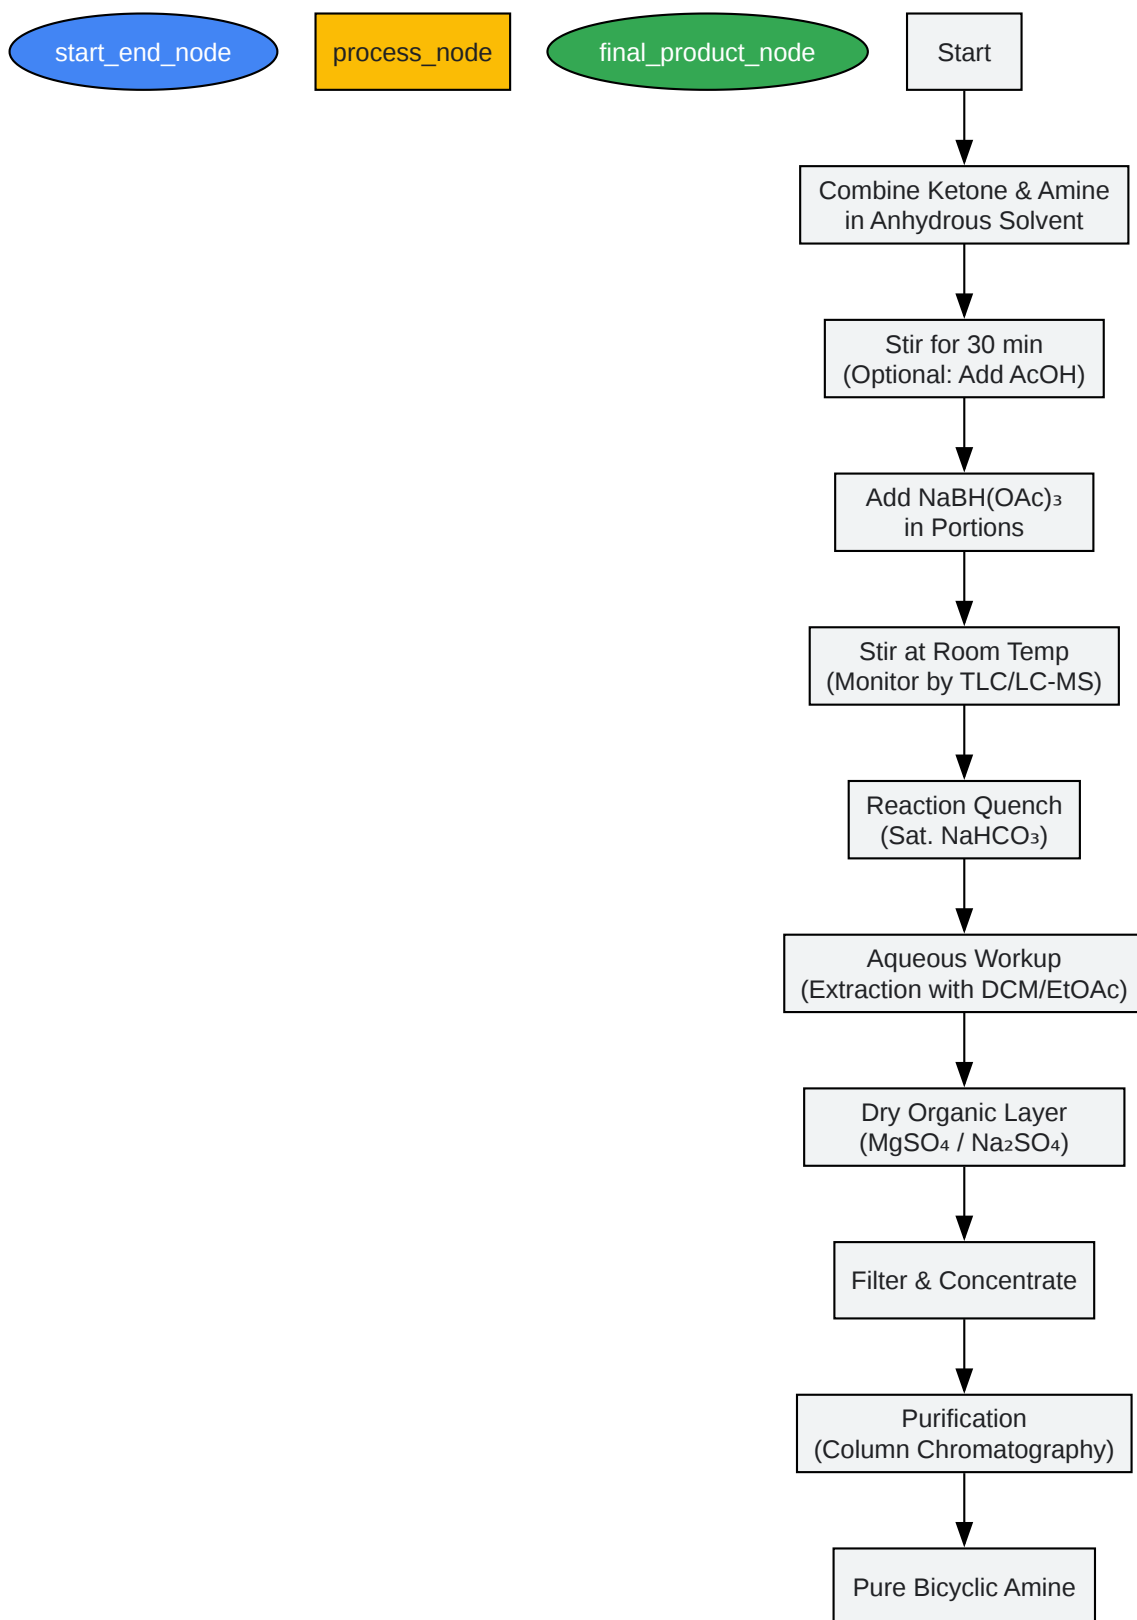 start_end_node
process_node
final_product_node
Start
Combine Ketone & Amine
in Anhydrous Solvent
Stir for 30 min
(Optional: Add AcOH)
Add NaBH(OAc)₃
in Portions
Stir at Room Temp
(Monitor by TLC/LC-MS)
Reaction Quench
(Sat. NaHCO₃)
Aqueous Workup
(Extraction with DCM/EtOAc)
Dry Organic Layer
(MgSO₄ / Na₂SO₄)
Filter & Concentrate
Purification
(Column Chromatography)
Pure Bicyclic Amine